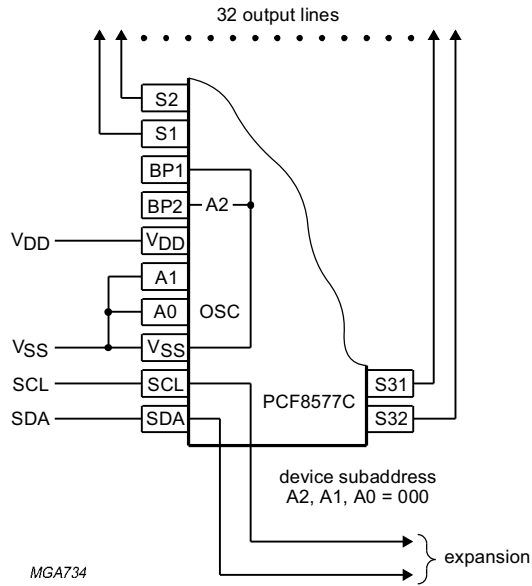 32 output lines
S2
S1
BP1
BP2 A2
VDD VDD
A1
A0 OSC
VSS VSS
SCL SCL PCF8577C S31
SDA SDA S32
device subaddress
A2, A1, A0 = 000
expansion
MGA734